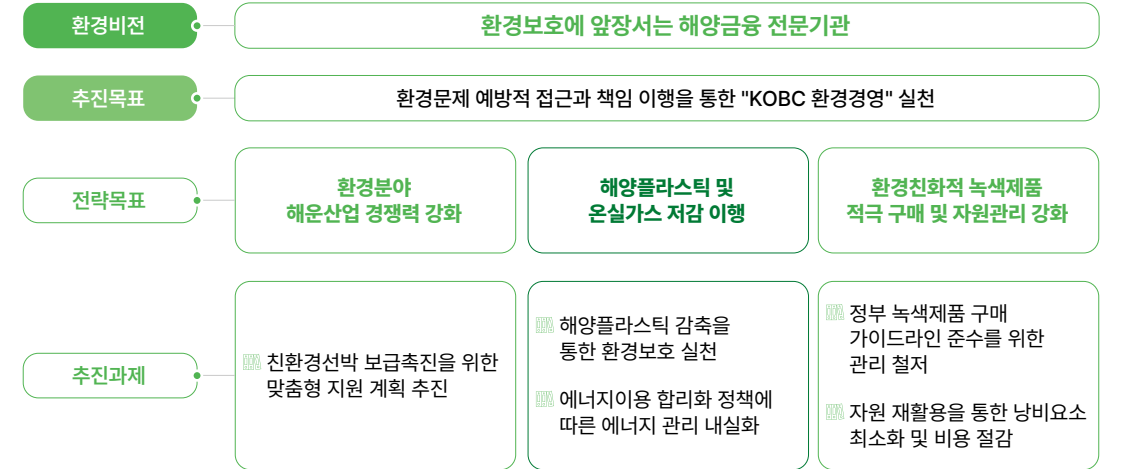 환경비전
환경보호에 앞장서는 해양금융 전문기관
추진목표
환경문제 예방적 접근과 책임 이행을 통한 "KOBC 환경경영" 실천
전략목표
환경분야
해운산업 경쟁력 강화
해양플라스틱 및
온실가스 저감 이행
환경친화적 녹색제품
적극 구매 및 자원관리 강화
추진과제
친환경선박 보급촉진을 위한
맞춤형 지원 계획 추진
해양플라스틱 감축을
통한 환경보호 실천
에너지이용 합리화 정책에
따른 에너지 관리 내실화
정부 녹색제품 구매
가이드라인 준수를 위한
관리 철저
자원 재활용을 통한 낭비요소
최소화 및 비용 절감